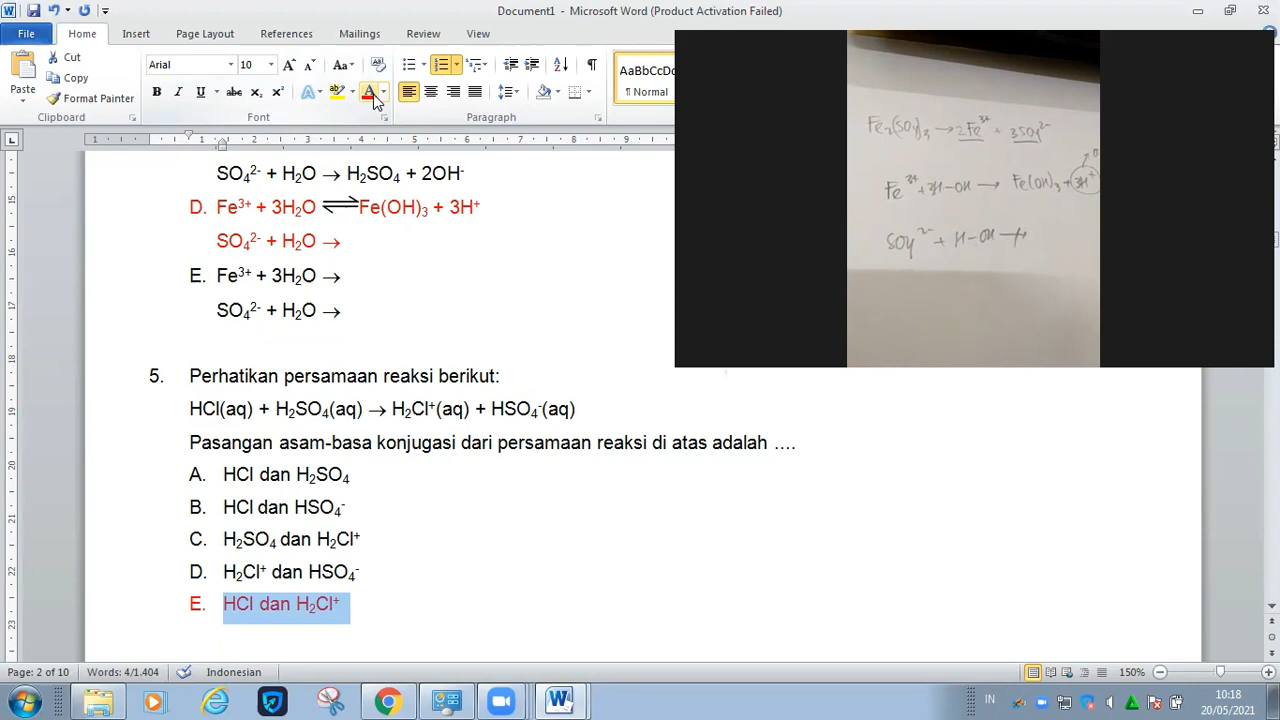 Document1 - Microsoft Word (Product Activation Failed)
File Home Insert Page Layout References Mailings Review View
Cut
Copy
Format Painter
Paste
Arial 10
AaBbCcDd
¶ Normal
Clipboard Font Paragraph
SO₄²⁻ + H₂O → H₂SO₄ + 2OH⁻
D. Fe³⁺ + 3H₂O ⇌ Fe(OH)₃ + 3H⁺
SO₄²⁻ + H₂O →
E. Fe³⁺ + 3H₂O →
SO₄²⁻ + H₂O →
5. Perhatikan persamaan reaksi berikut:
HCl(aq) + H₂SO₄(aq) → H₂Cl⁺(aq) + HSO₄⁻(aq)
Pasangan asam-basa konjugasi dari persamaan reaksi di atas adalah ….
A. HCl dan H₂SO₄
B. HCl dan HSO₄⁻
C. H₂SO₄ dan H₂Cl⁺
D. H₂Cl⁺ dan HSO₄⁻
E. HCl dan H₂Cl⁺
Fe₂(SO₄)₃ → 2Fe³⁺ + 3SO₄²⁻
Fe³⁺ + 3H-OH → Fe(OH)₃ + 3H⁺
SO₄²⁻ + H-OH ↛
Page: 2 of 10 Words: 4/1.404 Indonesian 150%
IN 10:18
20/05/2021